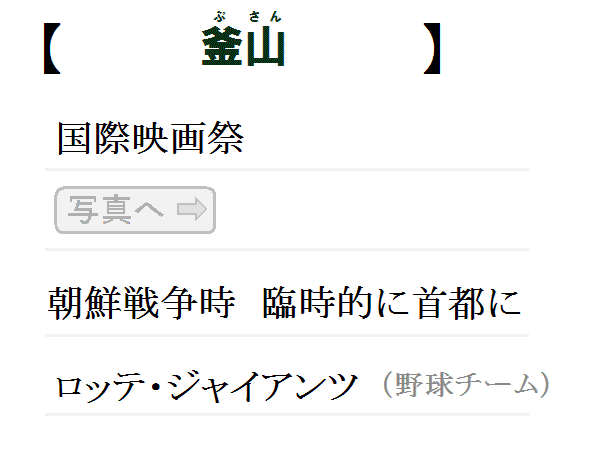 ぷさん
【 釜山 】
国際映画祭
写真へ ⇨
朝鮮戦争時 臨時的に首都に
ロッテ・ジャイアンツ (野球チーム)